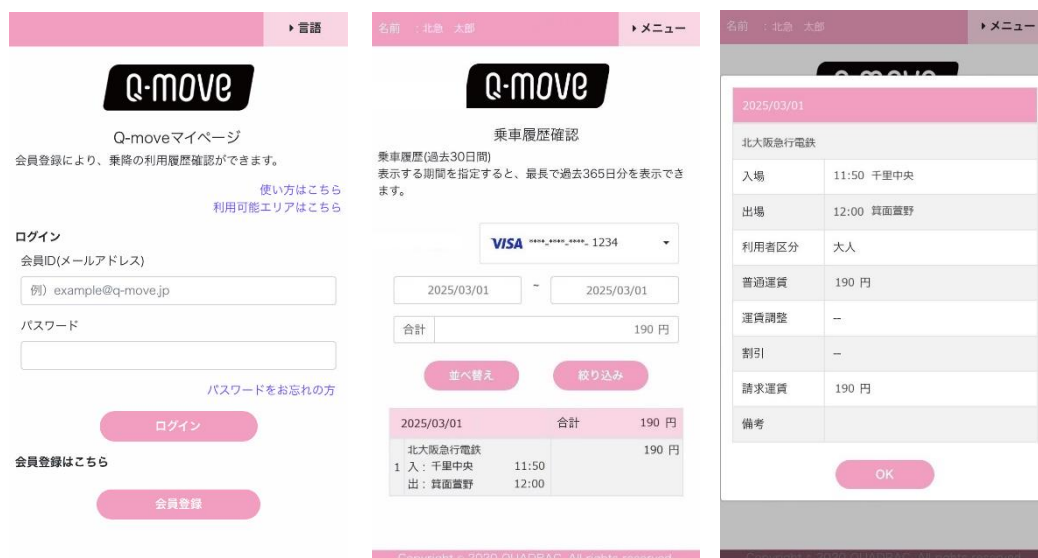 ▶言語
Q-move
Q-moveマイページ
会員登録により、乗降の利用履歴確認ができます。
使い方はこちら
利用可能エリアはこちら
ログイン
会員ID(メールアドレス)
例）example@q-move.jp
パスワード
パスワードをお忘れの方
ログイン
会員登録はこちら
会員登録
名前 ：北急 太郎
▶メニュー
Q-move
乗車履歴確認
乗車履歴(過去30日間)
表示する期間を指定すると、最長で過去365日分を表示でき
ます。
VISA ****-****-****- 1234
2025/03/01 ~ 2025/03/01
合計 190 円
並べ替え 絞り込み
2025/03/01 合計 190 円
北大阪急行電鉄 190 円
1 入：千里中央 11:50
出：箕面萱野 12:00
Copyright © 2020 QUADRAC. All rights reserved.
名前 ：北急 太郎
▶メニュー
2025/03/01
北大阪急行電鉄
入場 11:50 千里中央
出場 12:00 箕面萱野
利用者区分 大人
普通運賃 190 円
運賃調整 --
割引 --
請求運賃 190 円
備考
OK